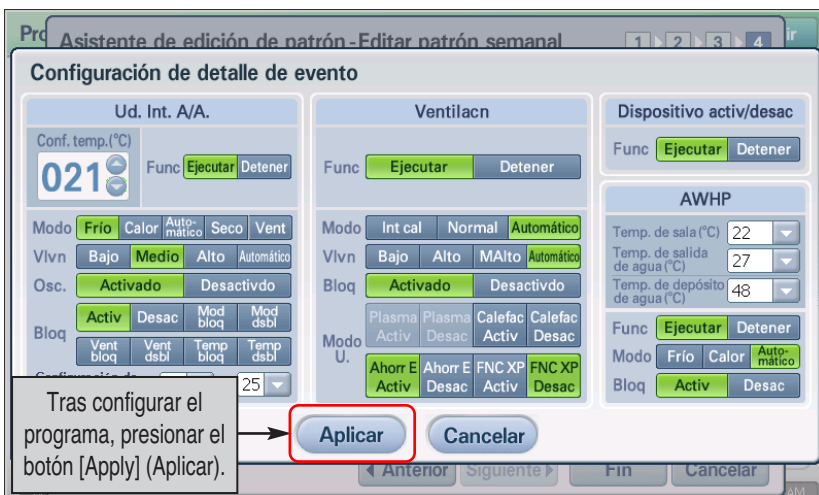 Asistente de edición de patrón - Editar patrón semanal 1 2 3 4
Configuración de detalle de evento
Ud. Int. A/A.
Conf. temp.(°C)
021
Func Ejecutar Detener
Modo Frío Calor Auto-mático Seco Vent
Vlvn Bajo Medio Alto Automático
Osc. Activado Desactivdo
Bloq Activ Desac Mod bloq Mod dsbl
Vent bloq Vent dsbl Temp bloq Temp dsbl
25
Ventilacn
Func Ejecutar Detener
Modo Int cal Normal Automático
Vlvn Bajo Alto MAlto Automático
Bloq Activado Desactivdo
Modo U. Plasma Activ Plasma Desac Calefac Activ Calefac Desac
Ahorr E Activ Ahorr E Desac FNC XP Activ FNC XP Desac
Dispositivo activ/desac
Func Ejecutar Detener
AWHP
Temp. de sala (°C) 22
Temp. de salida de agua (°C) 27
Temp. de depósito de agua (°C) 48
Func Ejecutar Detener
Modo Frío Calor Auto-mático
Bloq Activ Desac
Tras configurar el
programa, presionar el
botón [Apply] (Aplicar).
Aplicar Cancelar
Anterior Siguiente Fin Cancelar